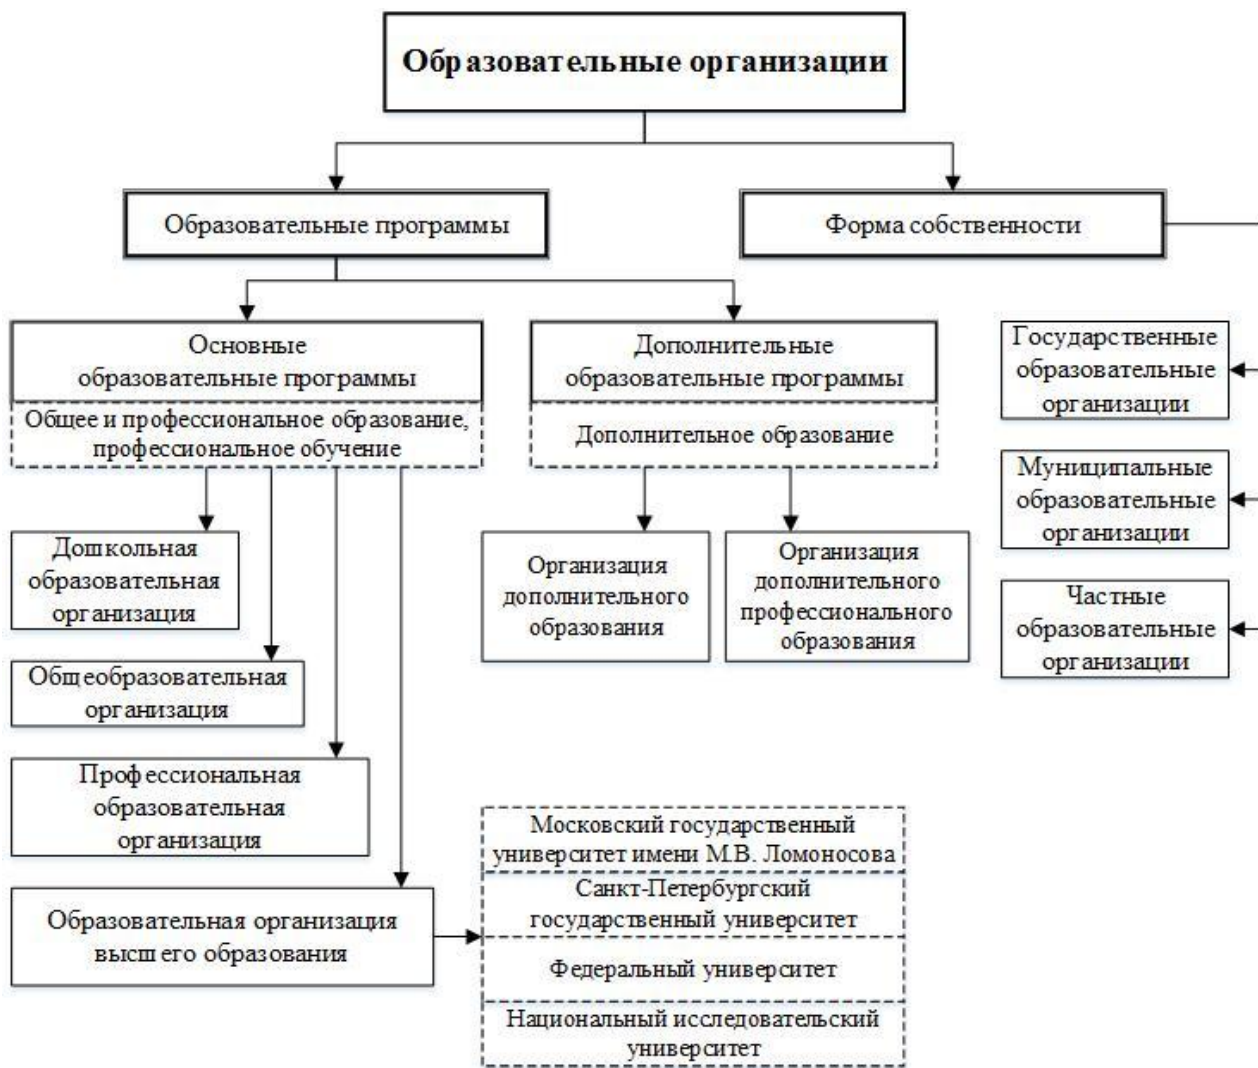 Образовательные организации
Образовательные программы
Форма собственности
Основные
образовательные программы
Общее и профессиональное образование,
профессиональное обучение
Дополнительные
образовательные программы
Дополнительное образование
Государственные
образовательные
организации
Муниципальные
образовательные
организации
Частные
образовательные
организации
Дошкольная
образовательная
организация
Организация
дополнительного
образования
Организация
дополнительного
профессионального
образования
Общеобразовательная
организация
Профессиональная
образовательная
организация
Образовательная организация
высшего образования
Московский государственный
университет имени М.В. Ломоносова
Санкт-Петербургский
государственный университет
Федеральный университет
Национальный исследовательский
университет